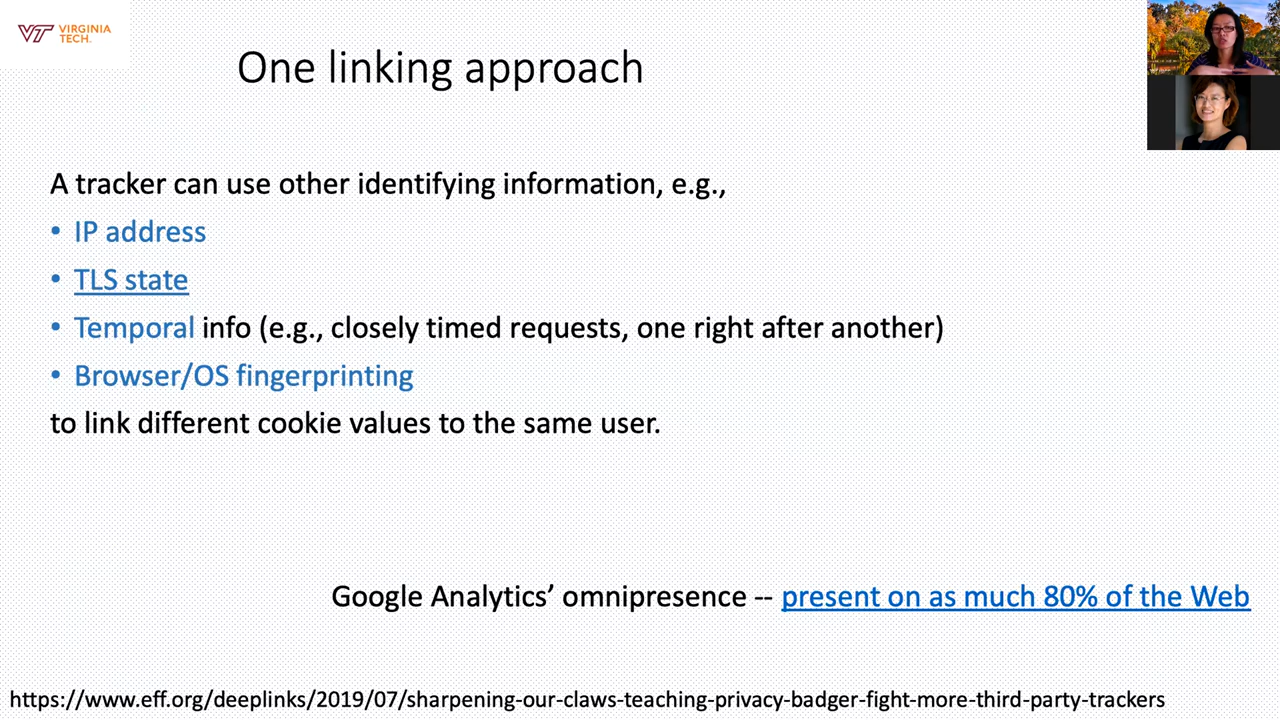 VT VIRGINIA
TECH.
One linking approach
A tracker can use other identifying information, e.g.,
• IP address
• TLS state
• Temporal info (e.g., closely timed requests, one right after another)
• Browser/OS fingerprinting
to link different cookie values to the same user.
Google Analytics’ omnipresence -- present on as much 80% of the Web
https://www.eff.org/deeplinks/2019/07/sharpening-our-claws-teaching-privacy-badger-fight-more-third-party-trackers